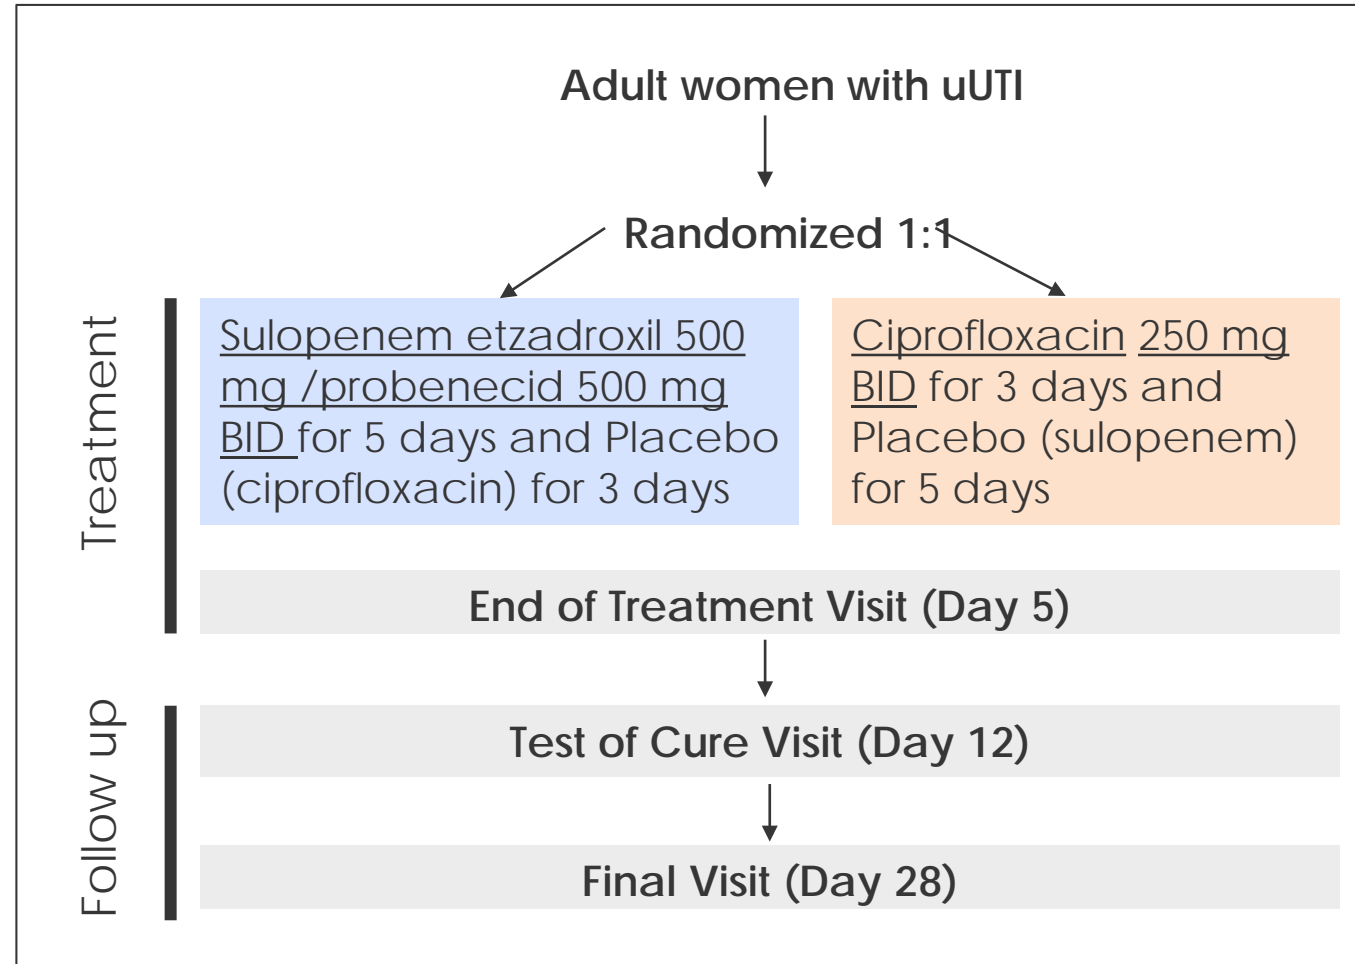 Adult women with uUTI
Randomized 1:1
Treatment
Sulopenem etzadroxil 500
mg /probenecid 500 mg
BID for 5 days and Placebo
(ciprofloxacin) for 3 days
Ciprofloxacin 250 mg
BID for 3 days and
Placebo (sulopenem)
for 5 days
End of Treatment Visit (Day 5)
Follow up
Test of Cure Visit (Day 12)
Final Visit (Day 28)